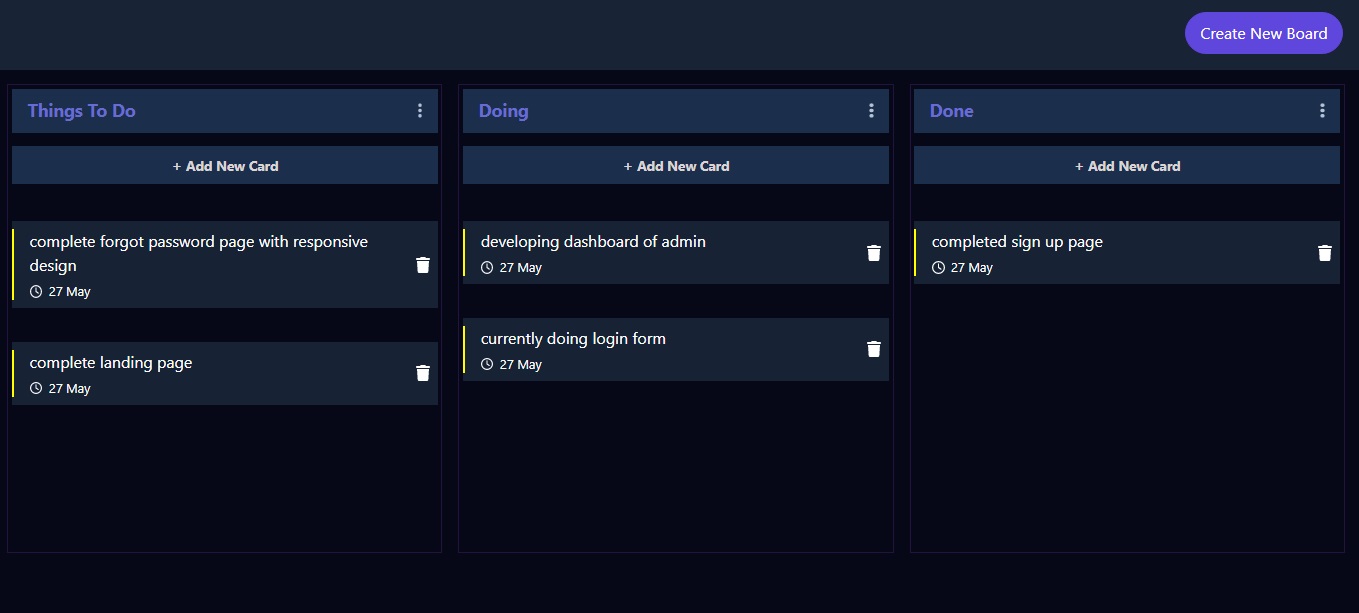 Create New Board
Things To Do
+ Add New Card
complete forgot password page with responsive
design
27 May
complete landing page
27 May
Doing
+ Add New Card
developing dashboard of admin
27 May
currently doing login form
27 May
Done
+ Add New Card
completed sign up page
27 May